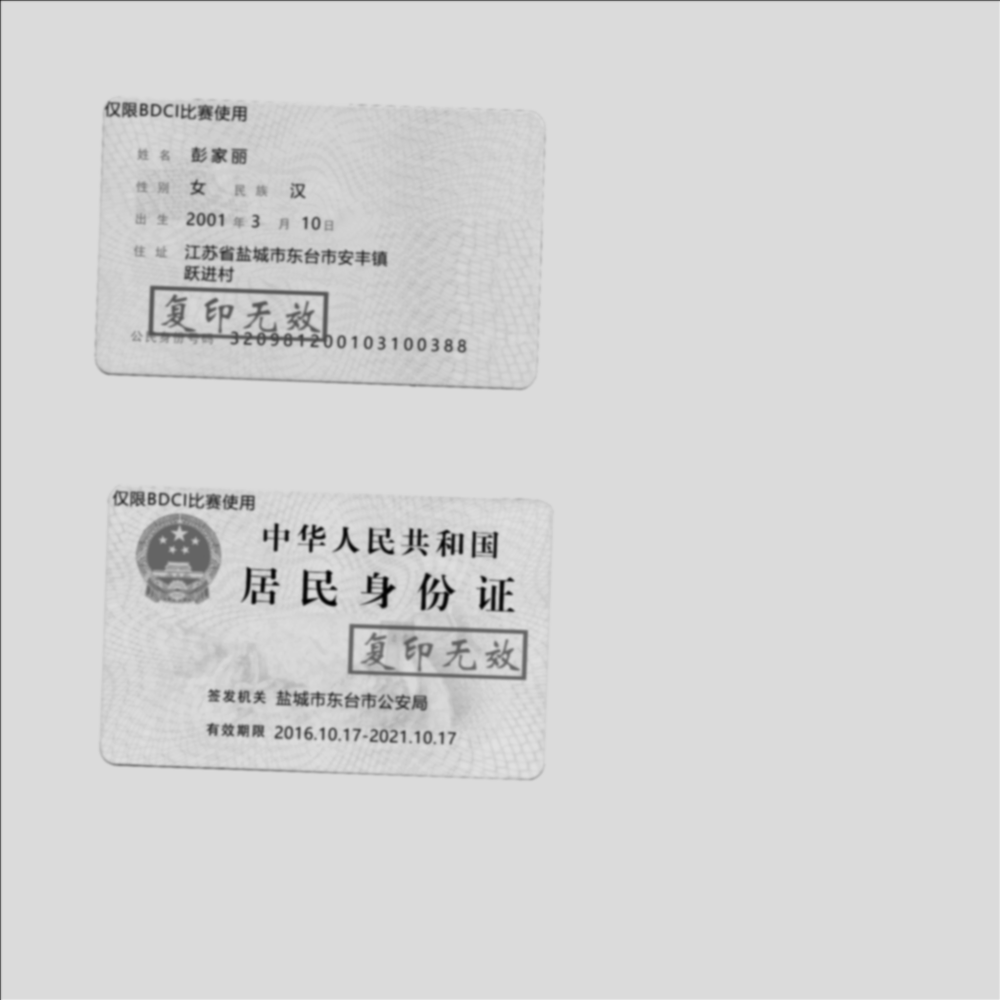 仅限BDCI比赛使用
姓名 彭家丽
性别 女 民族 汉
出生 2001 年 3 月 10 日
住址 江苏省盐城市东台市安丰镇
跃进村
复印无效
公民身份号码 320981200103100388
仅限BDCI比赛使用
中华人民共和国
居民身份证
复印无效
签发机关 盐城市东台市公安局
有效期限 2016.10.17-2021.10.17